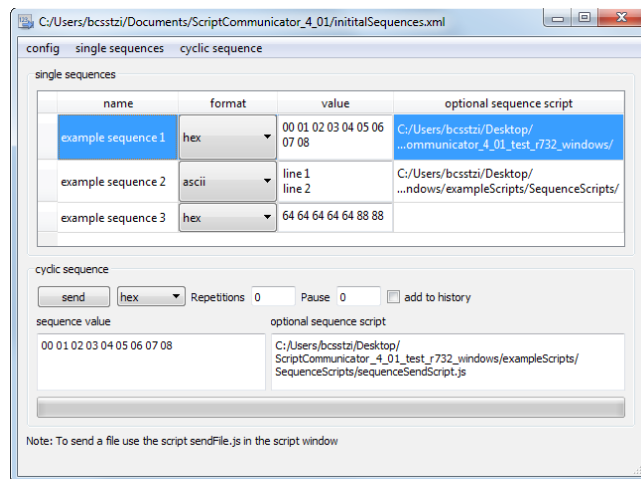 C:/Users/bcsstzi/Documents/ScriptCommunicator_4_01/inititalSequences.xml
config single sequences cyclic sequence
single sequences
name format value optional sequence script
example sequence 1 hex 00 01 02 03 04 05 06 07 08 C:/Users/bcsstzi/Desktop/ ...ommunicator_4_01_test_r732_windows/
example sequence 2 ascii line 1 line 2 C:/Users/bcsstzi/Desktop/ ...ndows/exampleScripts/SequenceScripts/
example sequence 3 hex 64 64 64 64 64 88 88
cyclic sequence
send hex Repetitions 0 Pause 0 add to history
sequence value optional sequence script
00 01 02 03 04 05 06 07 08 C:/Users/bcsstzi/Desktop/
ScriptCommunicator_4_01_test_r732_windows/exampleScripts/
SequenceScripts/sequenceSendScript.js
Note: To send a file use the script sendFile.js in the script window